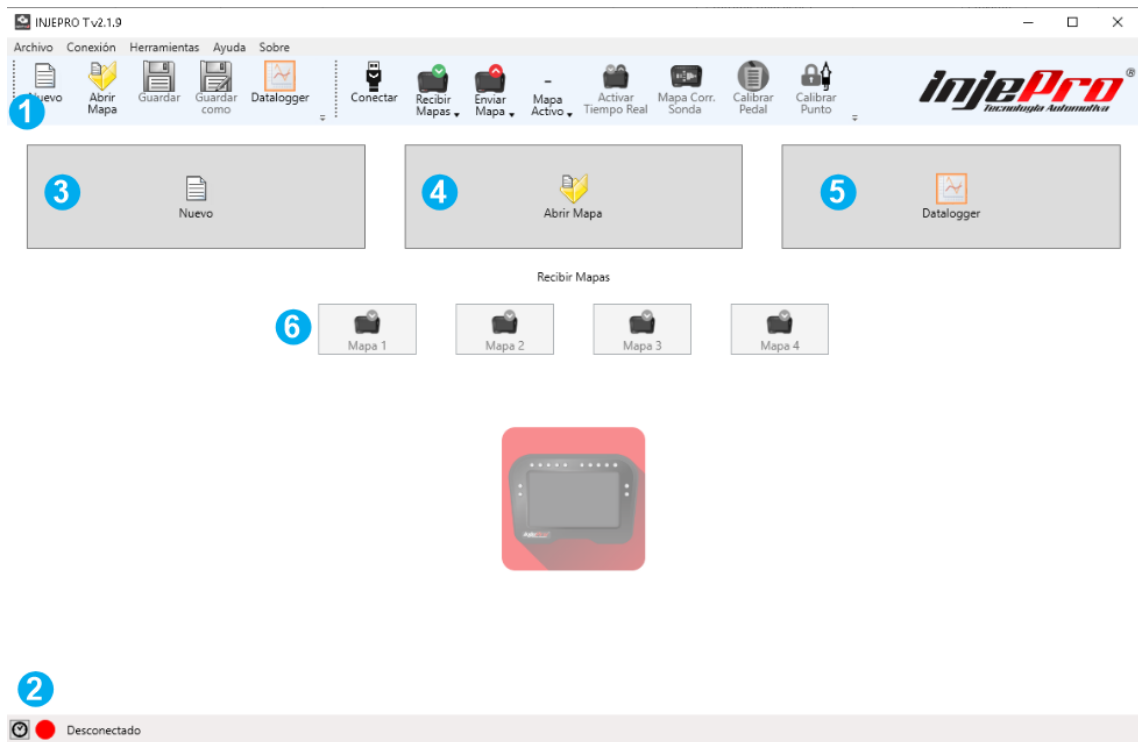 INJEPRO T v2.1.9
Archivo Conexión Herramientas Ayuda Sobre
Nuevo
Abrir Mapa
Guardar
Guardar como
Datalogger
Conectar
Recibir Mapas
Enviar Mapa
- Mapa Activo
Activar Tiempo Real
Mapa Corr. Sonda
Calibrar Pedal
Calibrar Punto
injePro®
Tecnologia Automotiva
1
3
Nuevo
4
Abrir Mapa
5
Datalogger
Recibir Mapas
6
Mapa 1
Mapa 2
Mapa 3
Mapa 4
2
Desconectado